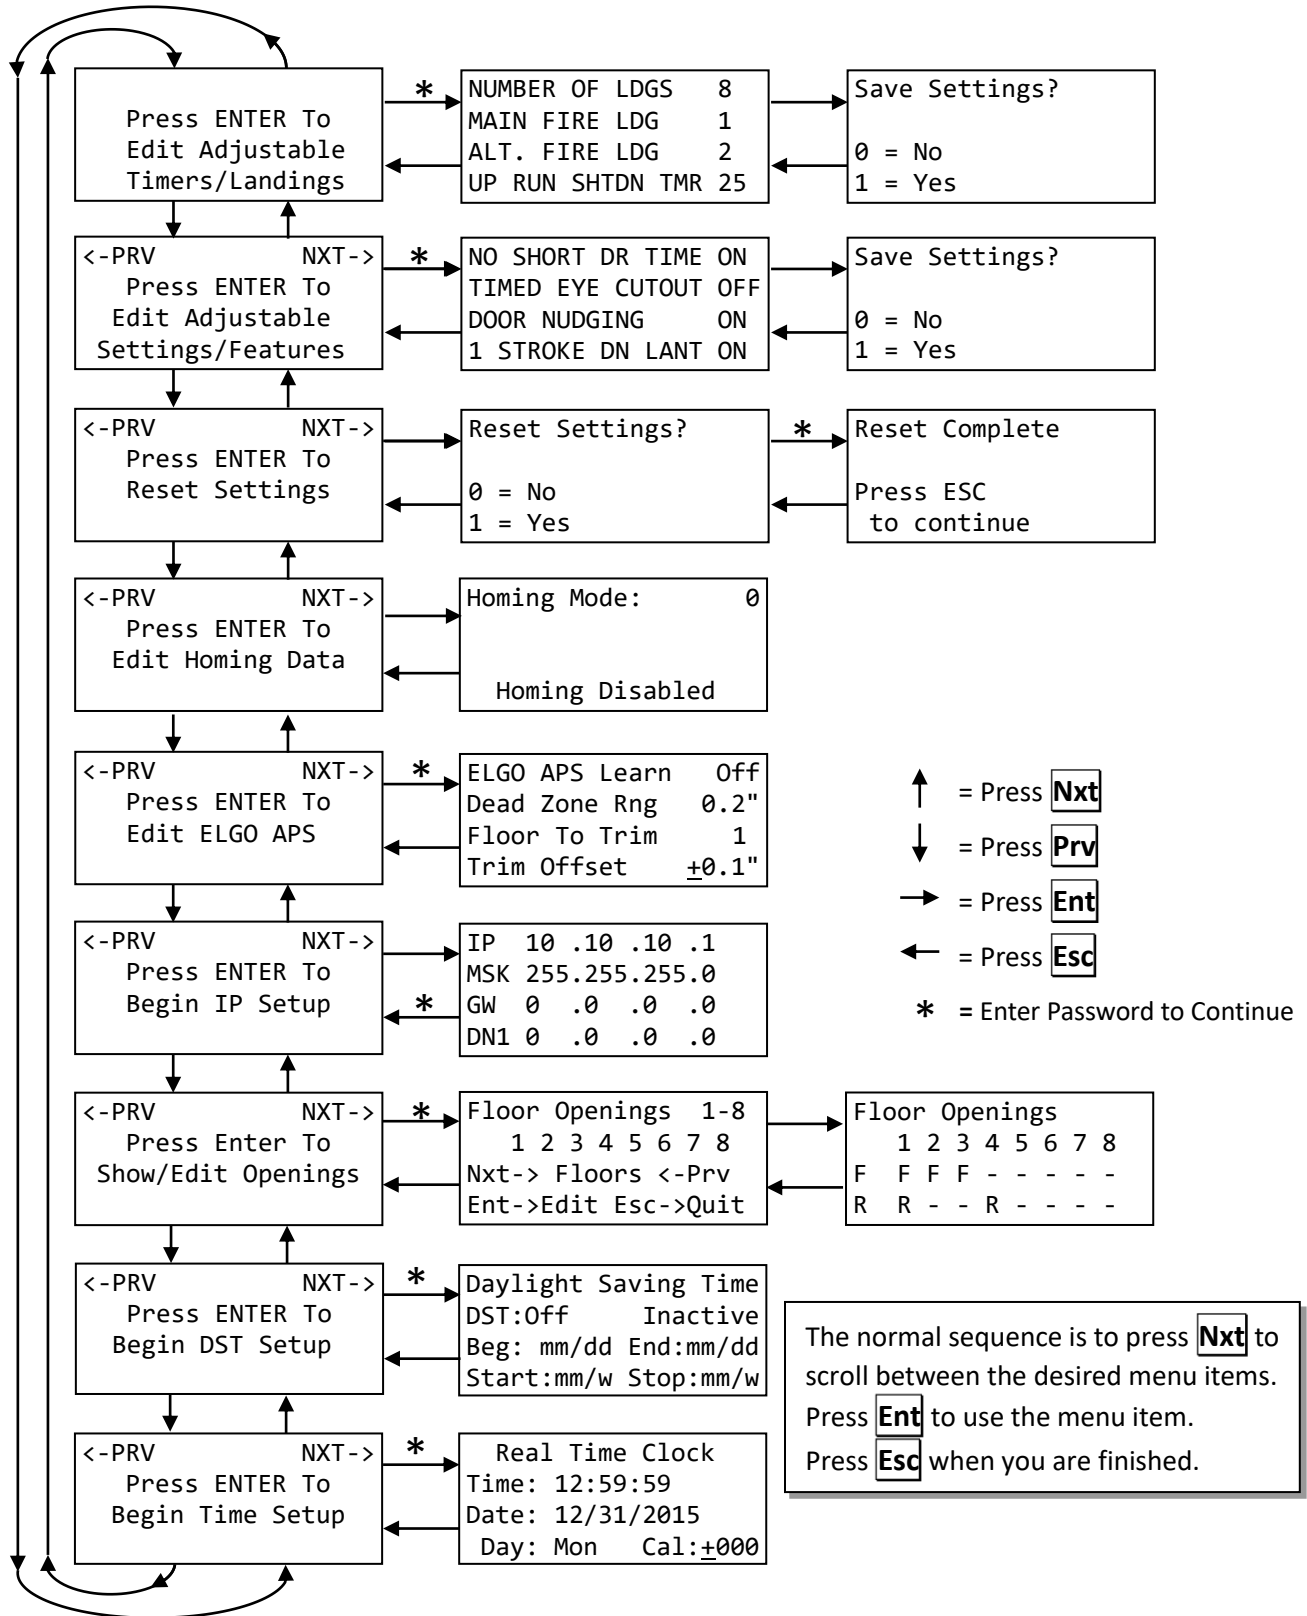 Press ENTER To
Edit Adjustable
Timers/Landings
*
NUMBER OF LDGS 8
MAIN FIRE LDG 1
ALT. FIRE LDG 2
UP RUN SHTDN TMR 25
Save Settings?
0 = No
1 = Yes
<-PRV NXT->
Press ENTER To
Edit Adjustable
Settings/Features
*
NO SHORT DR TIME ON
TIMED EYE CUTOUT OFF
DOOR NUDGING ON
1 STROKE DN LANT ON
Save Settings?
0 = No
1 = Yes
<-PRV NXT->
Press ENTER To
Reset Settings
Reset Settings?
0 = No
1 = Yes
*
Reset Complete
Press ESC
to continue
<-PRV NXT->
Press ENTER To
Edit Homing Data
Homing Mode: 0
Homing Disabled
<-PRV NXT->
Press ENTER To
Edit ELGO APS
*
ELGO APS Learn Off
Dead Zone Rng 0.2"
Floor To Trim 1
Trim Offset ±0.1"
= Press Nxt
= Press Prv
= Press Ent
= Press Esc
* = Enter Password to Continue
<-PRV NXT->
Press ENTER To
Begin IP Setup
*
IP 10 .10 .10 .1
MSK 255.255.255.0
GW 0 .0 .0 .0
DN1 0 .0 .0 .0
<-PRV NXT->
Press Enter To
Show/Edit Openings
*
Floor Openings 1-8
1 2 3 4 5 6 7 8
Nxt-> Floors <-Prv
Ent->Edit Esc->Quit
Floor Openings
1 2 3 4 5 6 7 8
F F F F - - - - -
R R - - R - - - -
<-PRV NXT->
Press ENTER To
Begin DST Setup
*
Daylight Saving Time
DST:Off Inactive
Beg: mm/dd End:mm/dd
Start:mm/w Stop:mm/w
<-PRV NXT->
Press ENTER To
Begin Time Setup
*
Real Time Clock
Time: 12:59:59
Date: 12/31/2015
Day: Mon Cal:±000
The normal sequence is to press Nxt to
scroll between the desired menu items.
Press Ent to use the menu item.
Press Esc when you are finished.